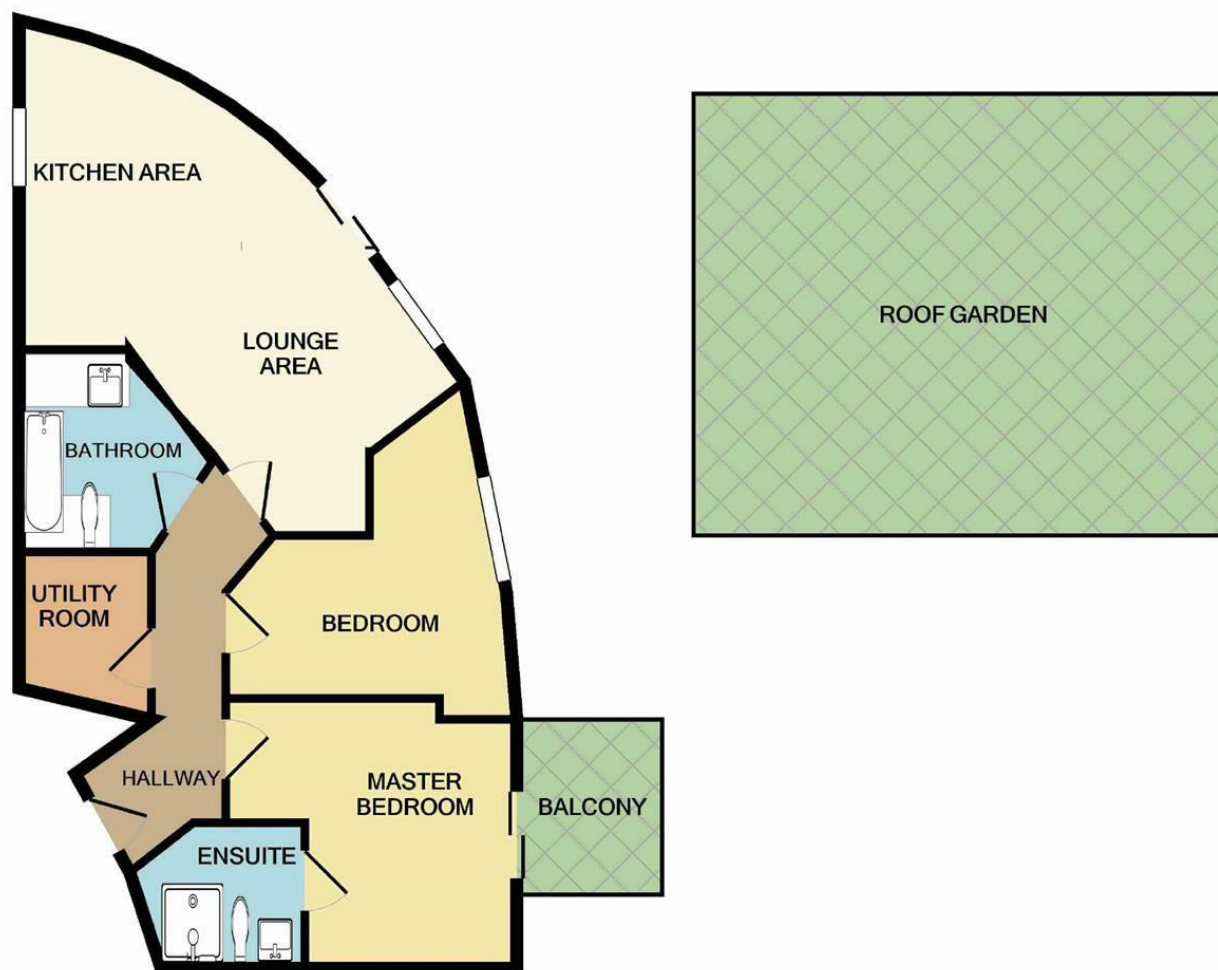 KITCHEN AREA
ROOF GARDEN
LOUNGE
AREA
BATHROOM
UTILITY
ROOM
BEDROOM
HALLWAY
MASTER
BEDROOM
BALCONY
ENSUITE